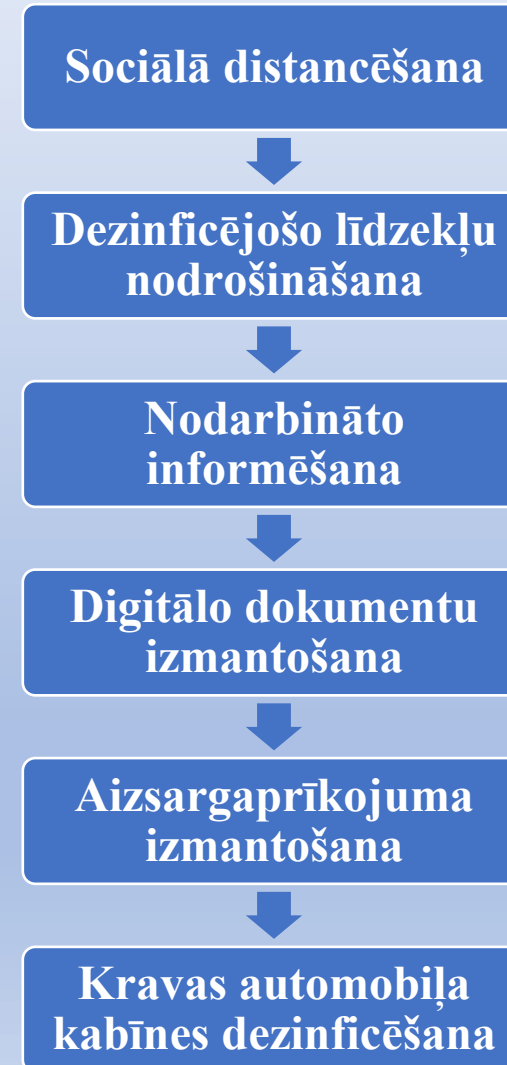 Sociālā distancēšana
Dezinficējošo līdzekļu
nodrošināšana
Nodarbināto
informēšana
Digitālo dokumentu
izmantošana
Aizsargaprīkojuma
izmantošana
Kravas automobiļa
kabīnes dezinficēšana